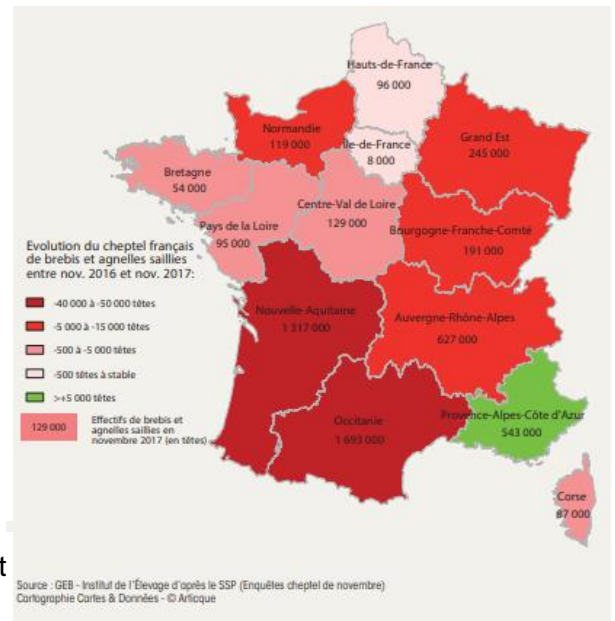 Hauts-de-France
96 000
Normandie
119 000
Île-de-France
8 000
Grand Est
245 000
Bretagne
54 000
Pays de la Loire
95 000
Centre-Val de Loire
129 000
Bourgogne-Franche-Comté
191 000
Evolution du cheptel français
de brebis et agnelles saillies
entre nov. 2016 et nov. 2017:
-40 000 à -50 000 têtes
-5 000 à -15 000 têtes
-500 à -5 000 têtes
-500 têtes à stable
>+5 000 têtes
129 000
Effectifs de brebis et
agnelles saillies en
novembre 2017 (en têtes)
Nouvelle-Aquitaine
1 317 000
Auvergne-Rhône-Alpes
627 000
Occitanie
1 693 000
Provence-Alpes-Côte d'Azur
543 000
Corse
87 000
t
Source : GEB - Institut de l'Élevage d'après le SSP (Enquêtes cheptel de novembre)
Cartographie Cartes & Données - © Articque